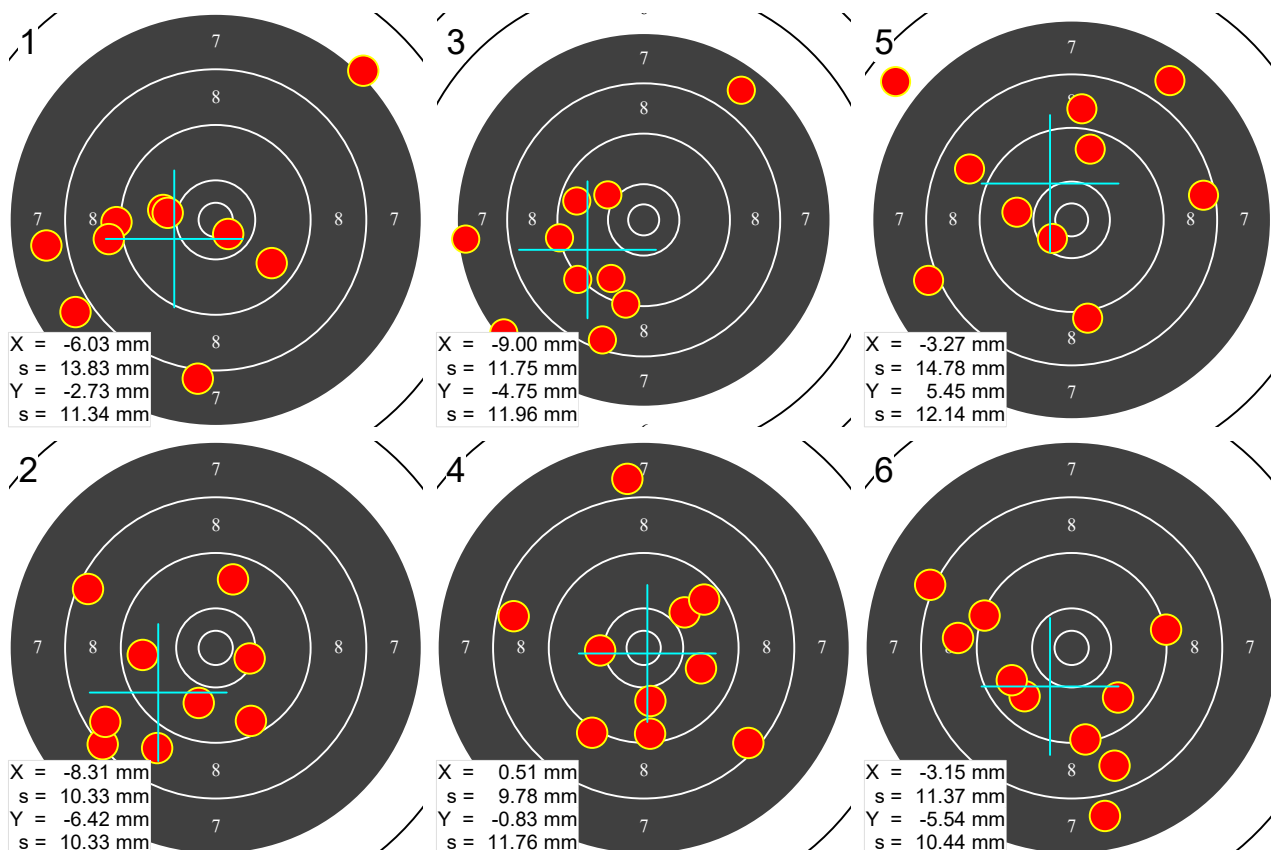 1
7
8
7 8 8 7
8
7
X = -6.03 mm
s = 13.83 mm
Y = -2.73 mm
s = 11.34 mm
3
8
7
8
7 8 8 7
8
7
X = -9.00 mm
s = 11.75 mm
Y = -4.75 mm
s = 11.96 mm
5
7
8
7 8 8 7
8
7
X = -3.27 mm
s = 14.78 mm
Y = 5.45 mm
s = 12.14 mm
2
7
8
7 8 8 7
8
7
X = -8.31 mm
s = 10.33 mm
Y = -6.42 mm
s = 10.33 mm
4
7
8
7 8 8 7
8
7
X = 0.51 mm
s = 9.78 mm
Y = -0.83 mm
s = 11.76 mm
6
7
8
7 8 7
8
7
X = -3.15 mm
s = 11.37 mm
Y = -5.54 mm
s = 10.44 mm